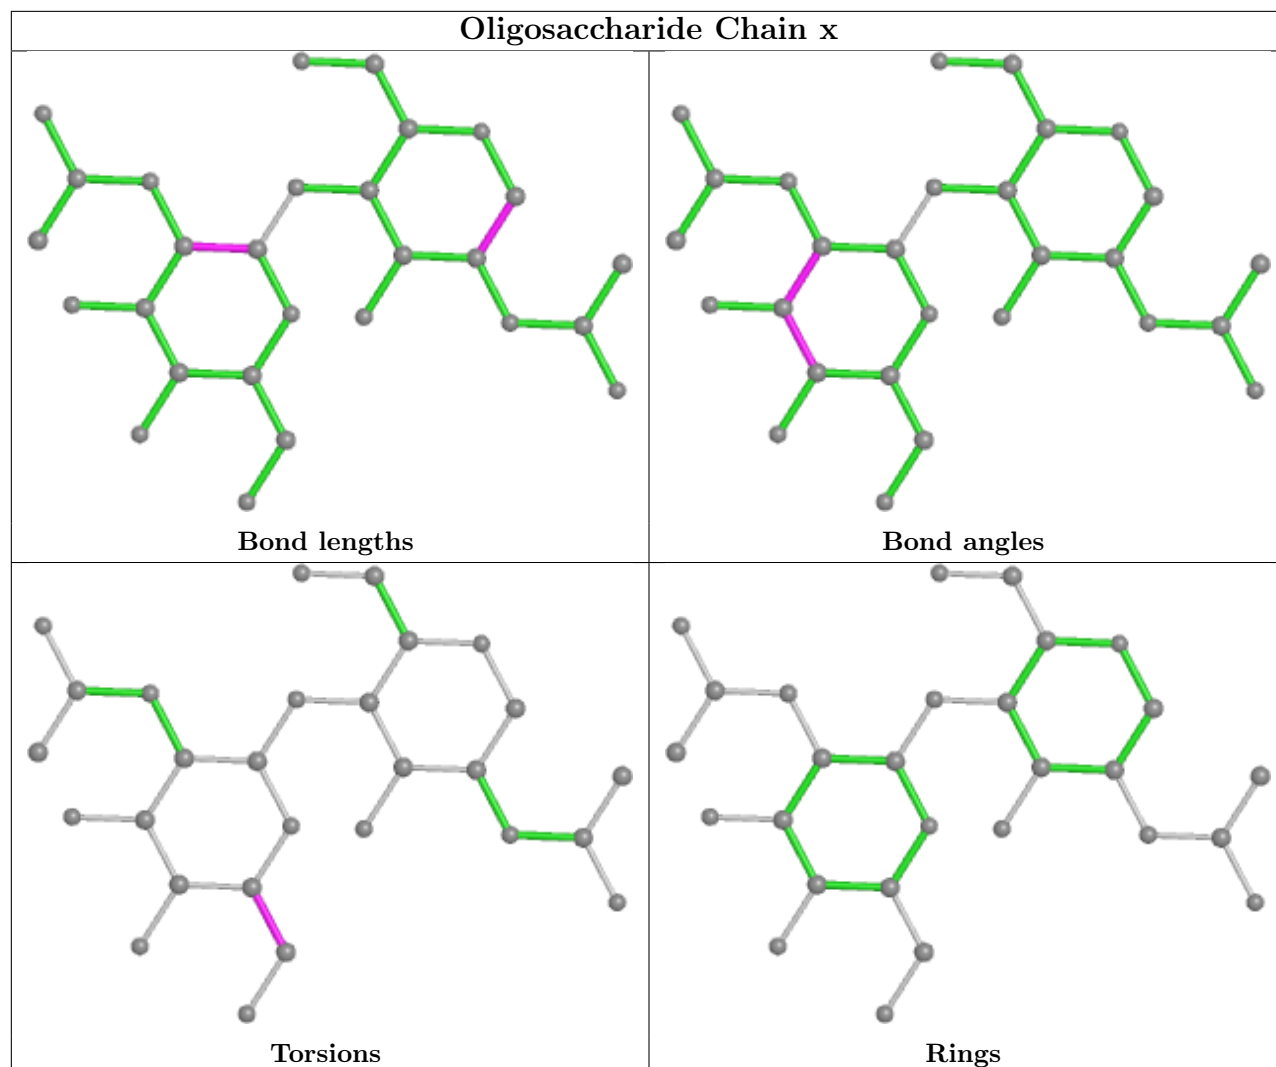 Oligosaccharide Chain x
Bond lengths
Bond angles
Torsions
Rings